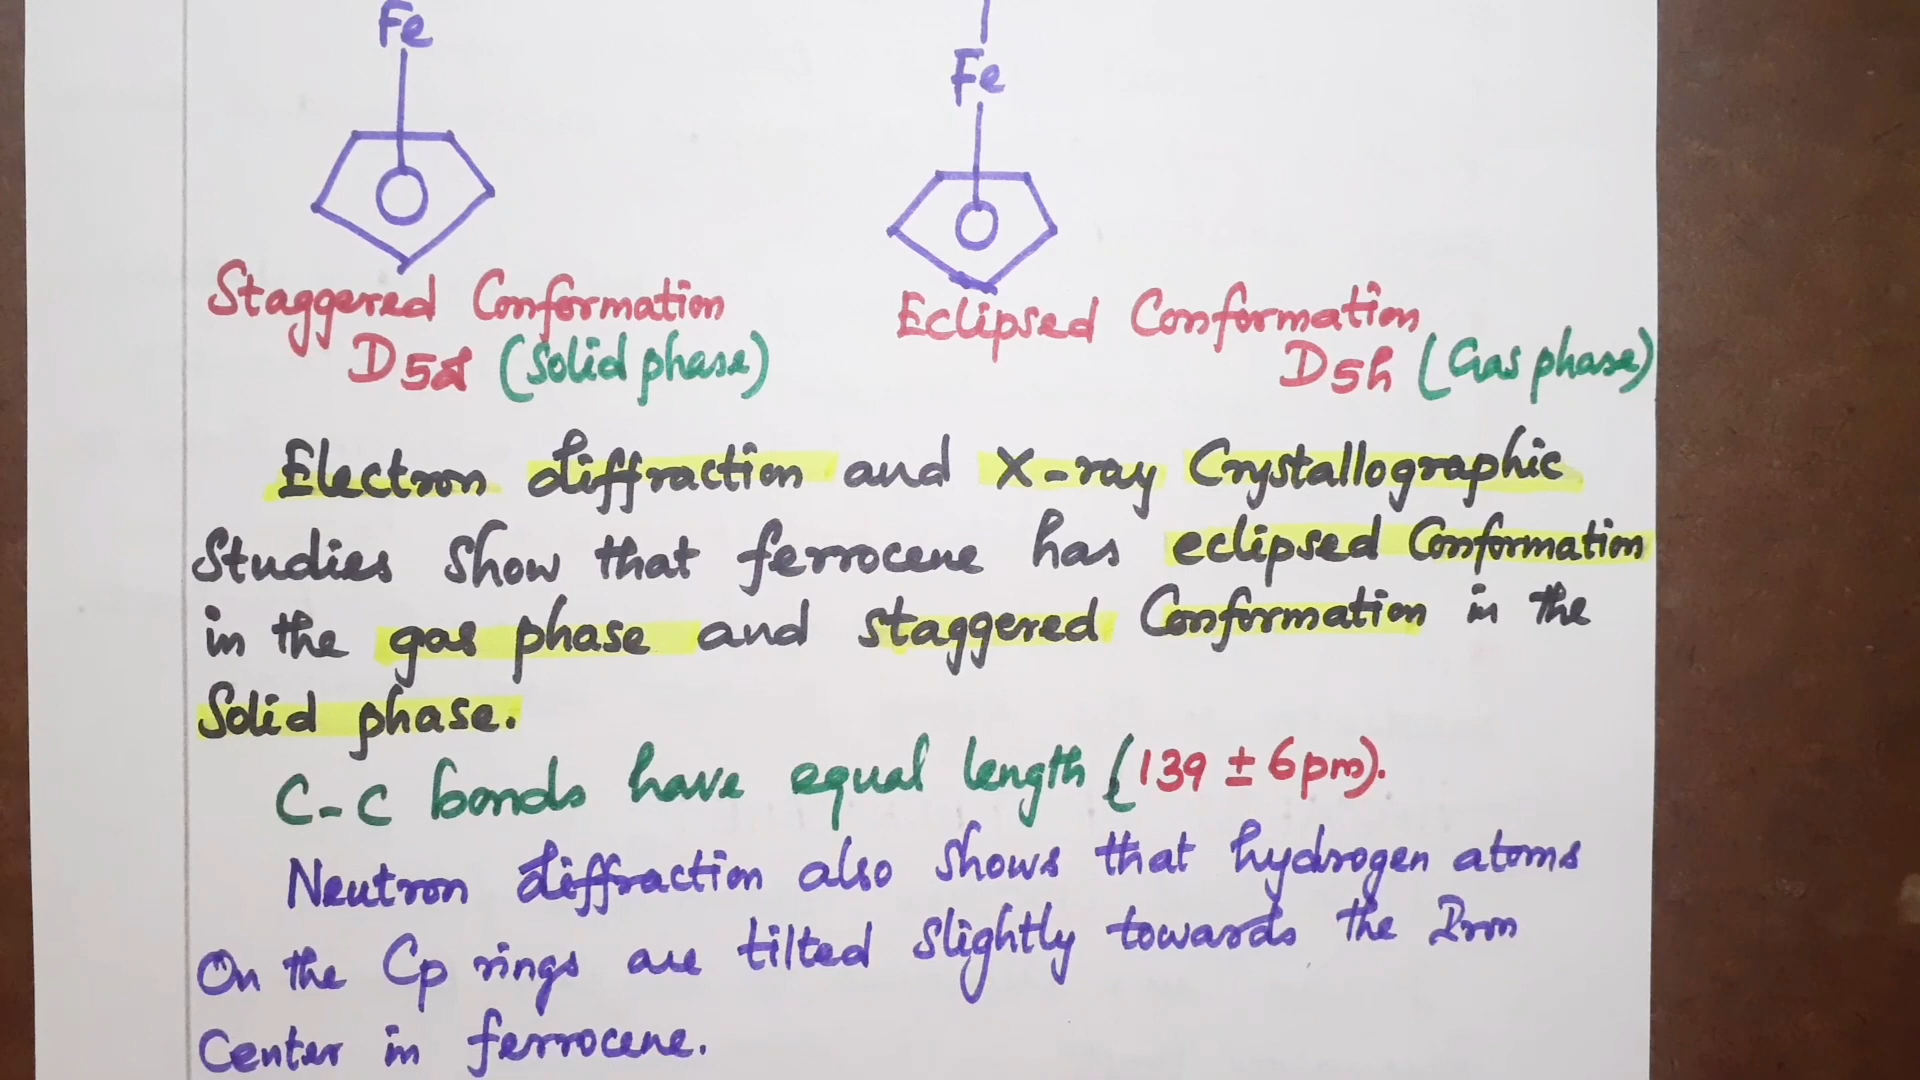 Fe
Fe
Staggered Conformation
Eclipsed Conformation
D5d (Solid phase)
D5h (Gas phase)
Electron diffraction and X-ray Crystallographic
Studies show that ferrocene has eclipsed Conformation
in the gas phase and staggered Conformation in the
Solid phase.
C-C bonds have equal length (139 ± 6pm).
Neutron diffraction also shows that hydrogen atoms
On the Cp rings are tilted slightly towards the Iron
Center in ferrocene.